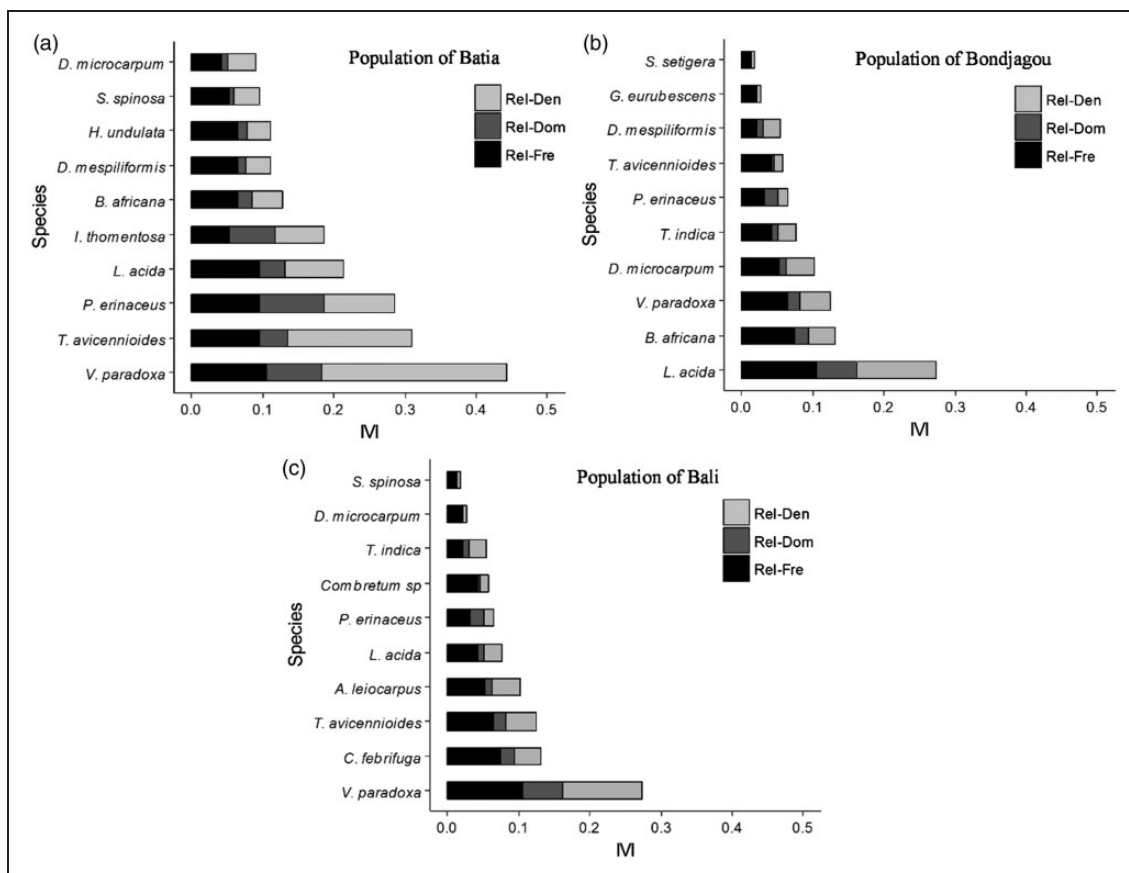 (a)
Population of Batia
Rel-Den
Rel-Dom
Rel-Fre
Species
D. microcarpum
S. spinosa
H. undulata
D. mespiliformis
B. africana
I. thomentosa
L. acida
P. erinaceus
T. avicennioides
V. paradoxa
0.0 0.1 0.2 0.3 0.4 0.5
IVI
(b)
Population of Bondjagou
Rel-Den
Rel-Dom
Rel-Fre
Species
S. setigera
G. eurubescens
D. mespiliformis
T. avicennioides
P. erinaceus
T. indica
D. microcarpum
V. paradoxa
B. africana
L. acida
0.0 0.1 0.2 0.3 0.4 0.5
IVI
(c)
Population of Bali
Rel-Den
Rel-Dom
Rel-Fre
Species
S. spinosa
D. microcarpum
T. indica
Combretum sp
P. erinaceus
L. acida
A. leiocarpus
T. avicennioides
C. febrifuga
V. paradoxa
0.0 0.1 0.2 0.3 0.4 0.5
IVI